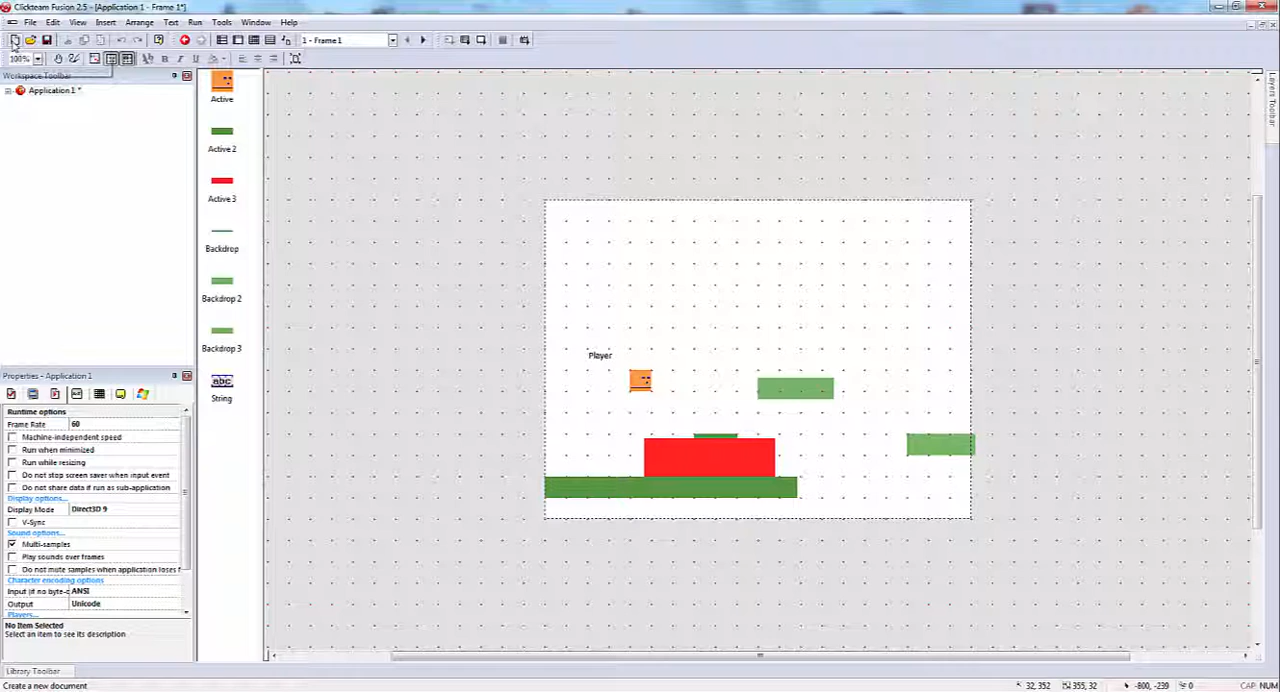 Clickteam Fusion 2.5 - [Application 1 - Frame 1*]
File Edit View Insert Arrange Text Run Tools Window Help
1 - Frame 1
100%
Workspace Toolbar
Application 1 *
Active
Active 2
Active 3
Backdrop
Backdrop 2
Backdrop 3
abc
String
Player
Layers Toolbar
Properties - Application 1
Runtime options
Frame Rate 60
Machine-independent speed
Run when minimized
Run while resizing
Do not stop screen saver when input event
Do not share data if run as sub-application
Display options...
Display Mode Direct3D 9
V-Sync
Sound options...
Multi-samples
Play sounds over frames
Do not mute samples when application loses f
Character encoding options
Input (if no byte-o ANSI
Output Unicode
Players...
No Item Selected
Select an item to see its description
Library Toolbar
Create a new document 32, 352 355, 32 -800, -239 0 CAP NUM